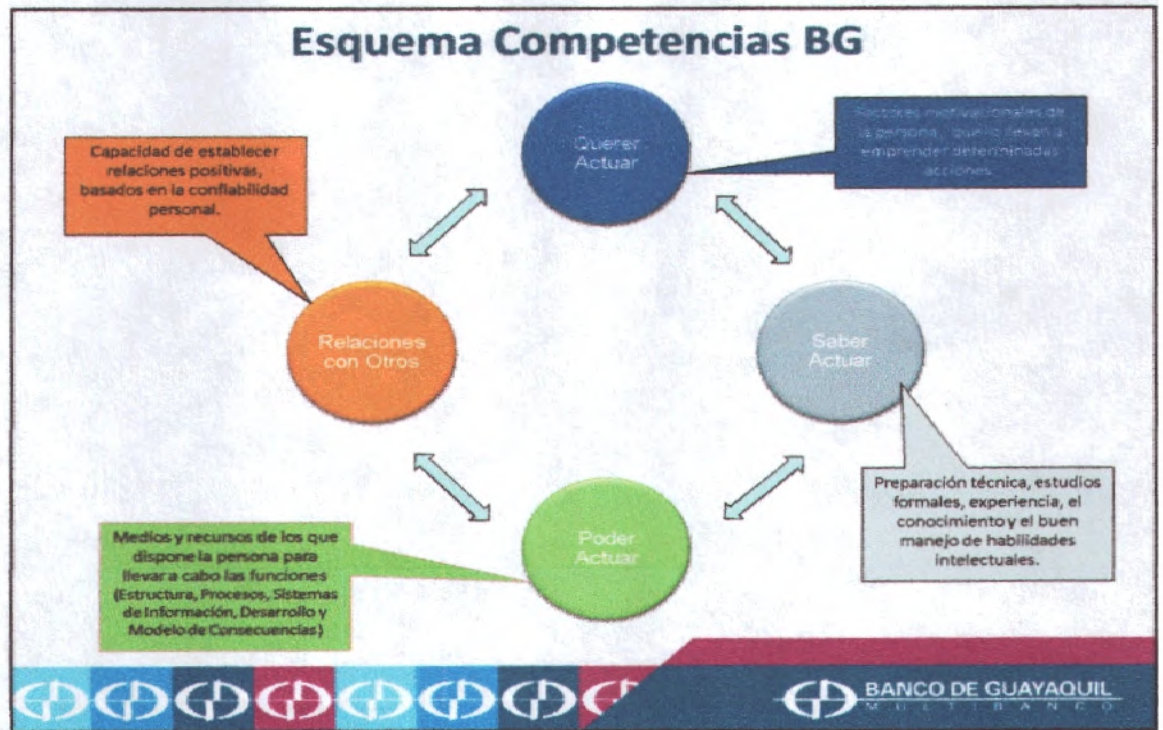 Esquema Competencias BG
Querer
Actuar
Factores motivacionales de
la persona, que lo llevan a
emprender determinadas
acciones.
Capacidad de establecer
relaciones positivas,
basados en la confiabilidad
personal.
Relaciones
con Otros
Saber
Actuar
Preparación técnica, estudios
formales, experiencia, el
conocimiento y el buen
manejo de habilidades
intelectuales.
Poder
Actuar
Medios y recursos de los que
dispone la persona para
llevar a cabo las funciones
(Estructura, Procesos, Sistemas
de Información, Desarrollo y
Modelo de Consecuencias)
BANCO DE GUAYAQUIL
MULTIBANCO